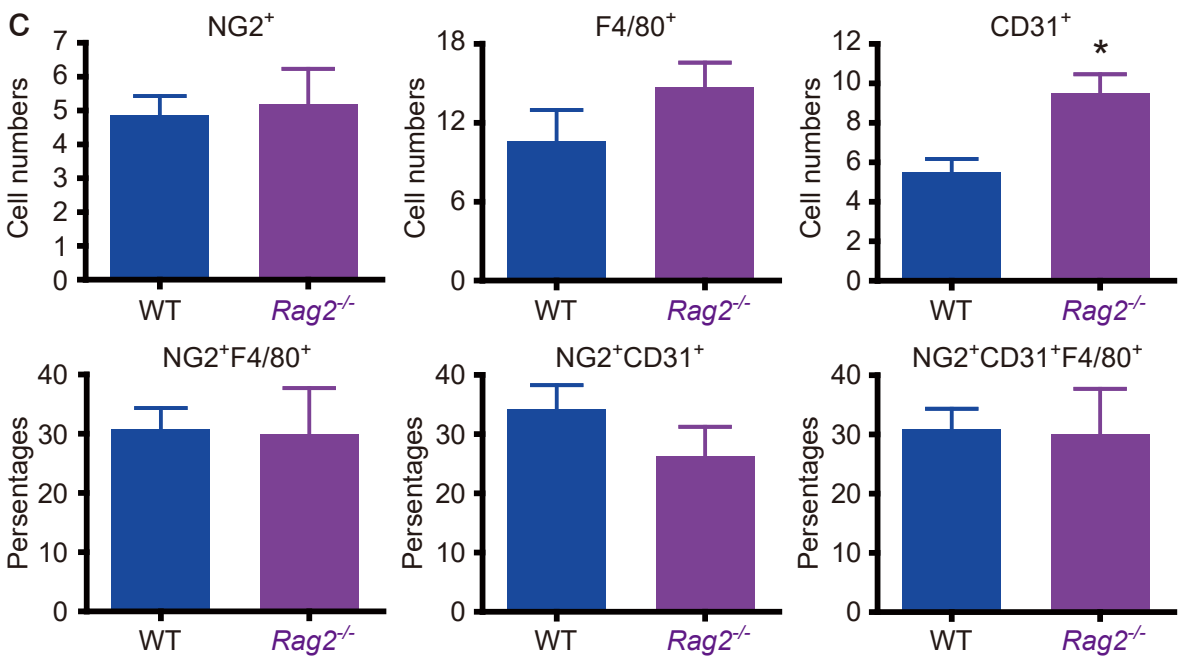 C
NG2⁺
Cell numbers
7
6
5
4
3
2
1
0
WT
Rag2⁻/⁻
F4/80⁺
Cell numbers
18
12
6
0
WT
Rag2⁻/⁻
CD31⁺
Cell numbers
12
10
8
6
4
2
0
*
WT
Rag2⁻/⁻
NG2⁺F4/80⁺
Persentages
40
30
20
10
0
WT
Rag2⁻/⁻
NG2⁺CD31⁺
Persentages
40
30
20
10
0
WT
Rag2⁻/⁻
NG2⁺CD31⁺F4/80⁺
Persentages
40
30
20
10
0
WT
Rag2⁻/⁻